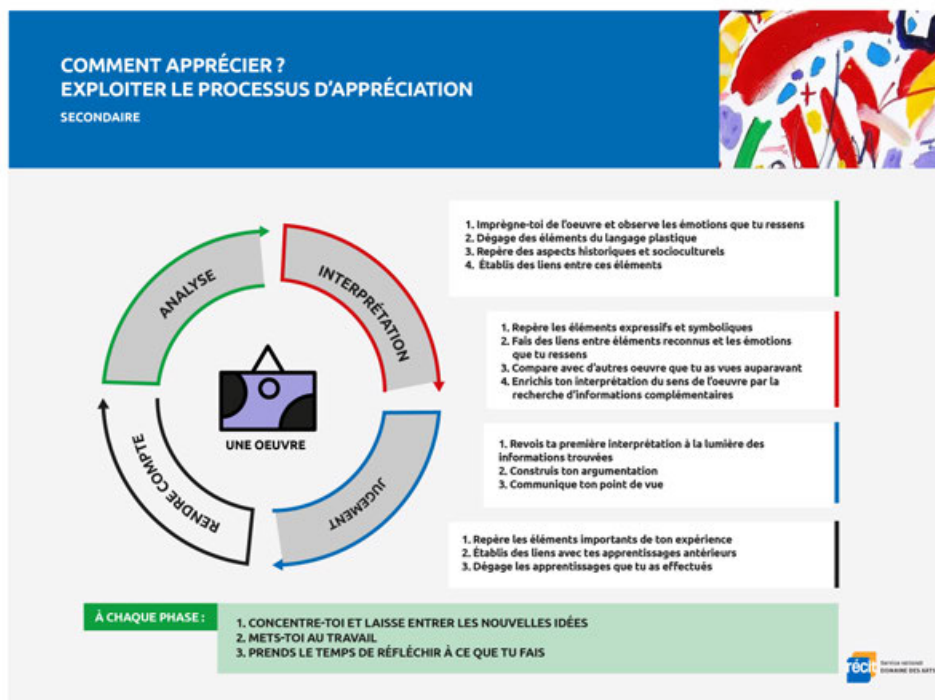 COMMENT APPRÉCIER ?
EXPLOITER LE PROCESSUS D'APPRÉCIATION
SECONDAIRE
ANALYSE
INTERPRÉTATION
JUGEMENT
RENDRE COMPTE
UNE OEUVRE
1. Imprègne-toi de l'oeuvre et observe les émotions que tu ressens
2. Dégage des éléments du langage plastique
3. Repère des aspects historiques et socioculturels
4. Établis des liens entre ces éléments
1. Repère les éléments expressifs et symboliques
2. Fais des liens entre éléments reconnus et les émotions
que tu ressens
3. Compare avec d'autres oeuvre que tu as vues auparavant
4. Enrichis ton interprétation du sens de l'oeuvre par la
recherche d'informations complémentaires
1. Revois ta première interprétation à la lumière des
informations trouvées
2. Construis ton argumentation
3. Communique ton point de vue
1. Repère les éléments importants de ton expérience
2. Établis des liens avec tes apprentissages antérieurs
3. Dégage les apprentissages que tu as effectués
À CHAQUE PHASE :
1. CONCENTRE-TOI ET LAISSE ENTRER LES NOUVELLES IDÉES
2. METS-TOI AU TRAVAIL
3. PRENDS LE TEMPS DE RÉFLÉCHIR À CE QUE TU FAIS
récit
Service national
DOMAINE DES ARTS